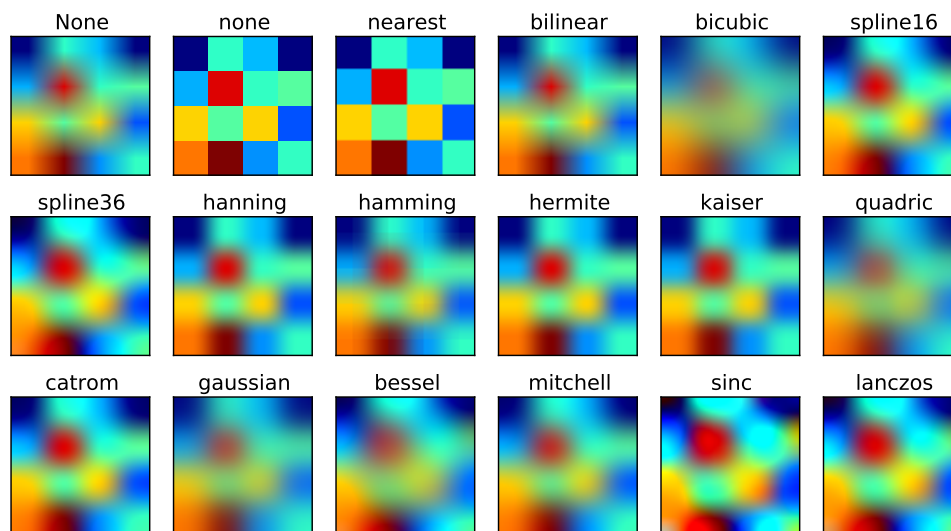 None none nearest bilinear bicubic spline16
spline36 hanning hamming hermite kaiser quadric
catrom gaussian bessel mitchell sinc lanczos